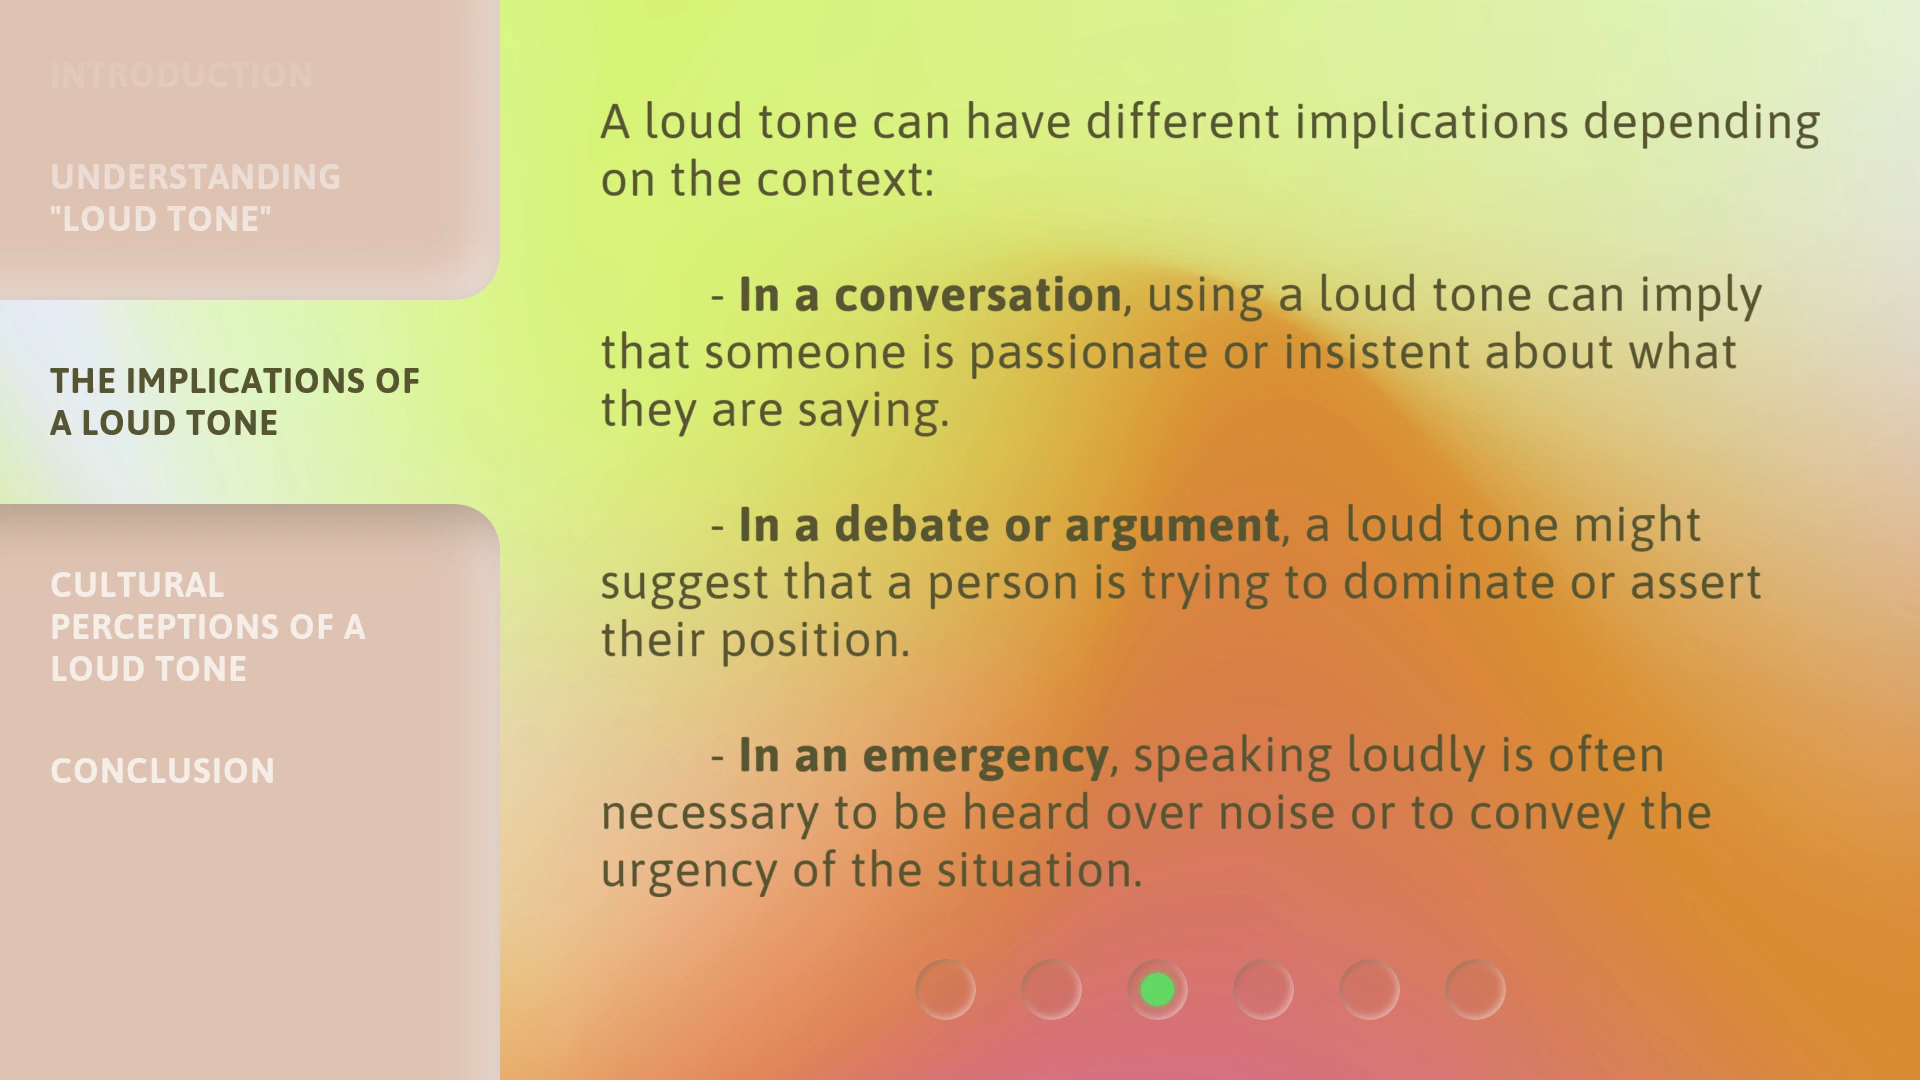 INTRODUCTION
UNDERSTANDING
"LOUD TONE"
THE IMPLICATIONS OF
A LOUD TONE
CULTURAL
PERCEPTIONS OF A
LOUD TONE
CONCLUSION
A loud tone can have different implications depending
on the context:
- In a conversation, using a loud tone can imply
that someone is passionate or insistent about what
they are saying.
- In a debate or argument, a loud tone might
suggest that a person is trying to dominate or assert
their position.
- In an emergency, speaking loudly is often
necessary to be heard over noise or to convey the
urgency of the situation.